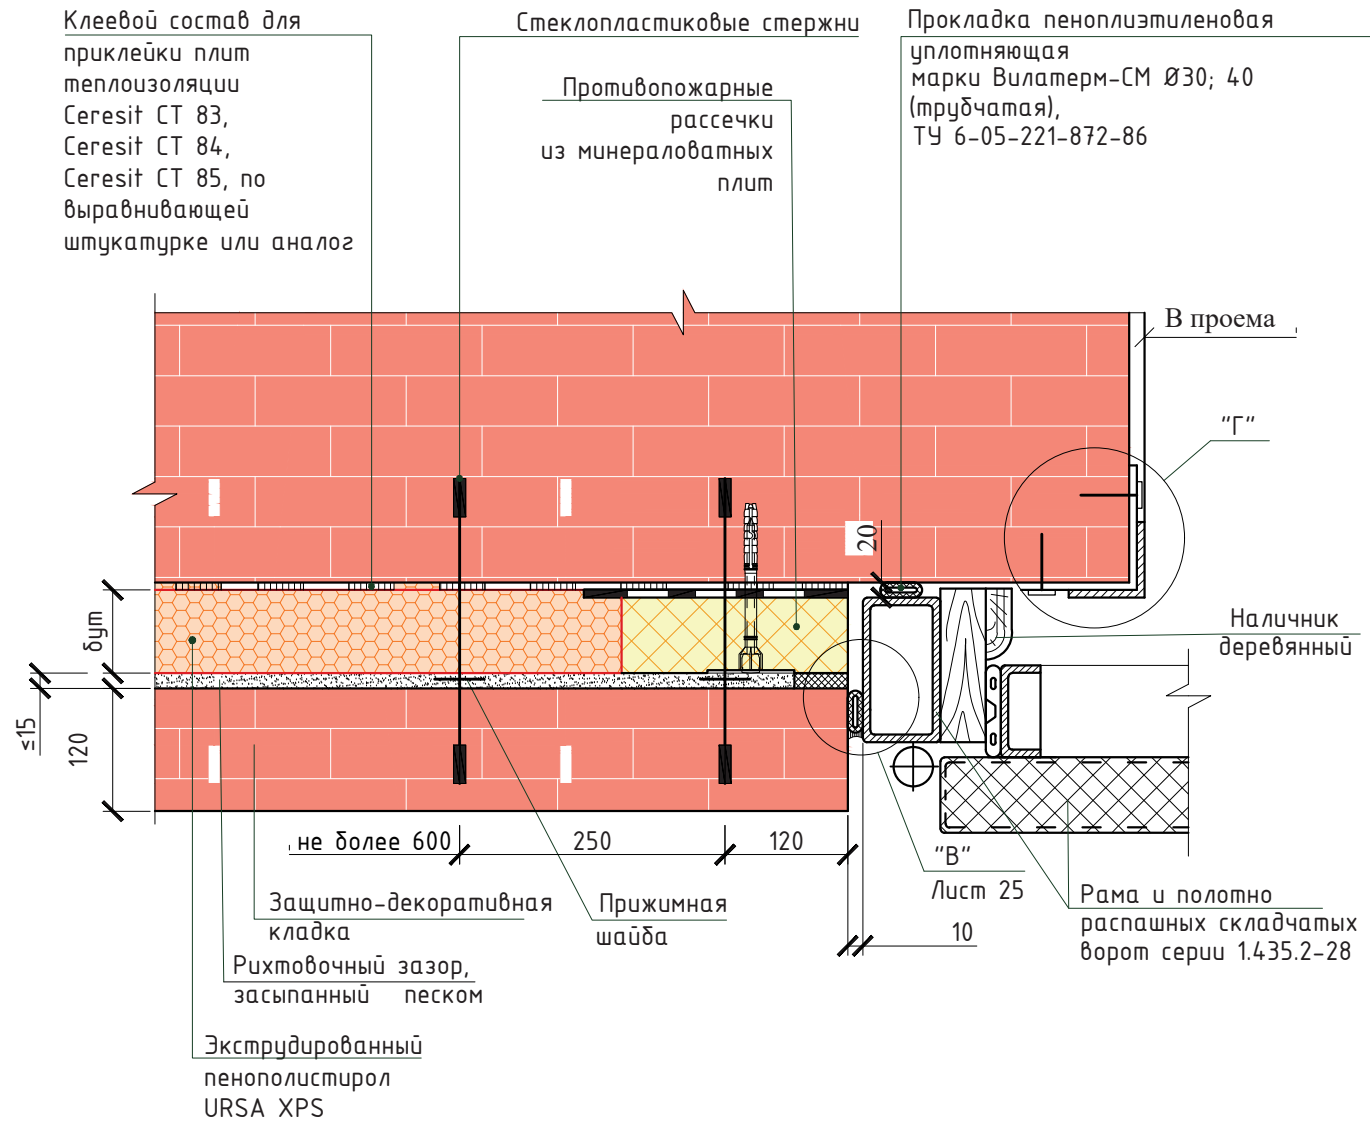 Клеевой состав для
приклейки плит
теплоизоляции
Ceresit CT 83,
Ceresit CT 84,
Ceresit CT 85, по
выравнивающей
штукатурке или аналог
Стеклопластиковые стержни
Противопожарные
рассечки
из минераловатных
плит
Прокладка пеноплиэтиленовая
уплотняющая
марки Вилатерм-СМ Ø30; 40
(трубчатая),
ТУ 6-05-221-872-86
В проема
"Г"
20
бут
≤15
120
Наличник
деревянный
не более 600
250
120
"В"
Лист 25
10
Защитно-декоративная
кладка
Прижимная
шайба
Рама и полотно
распашных складчатых
ворот серии 1.435.2-28
Рихтовочный зазор,
засыпанный песком
Экструдированный
пенополистирол
URSA XPS